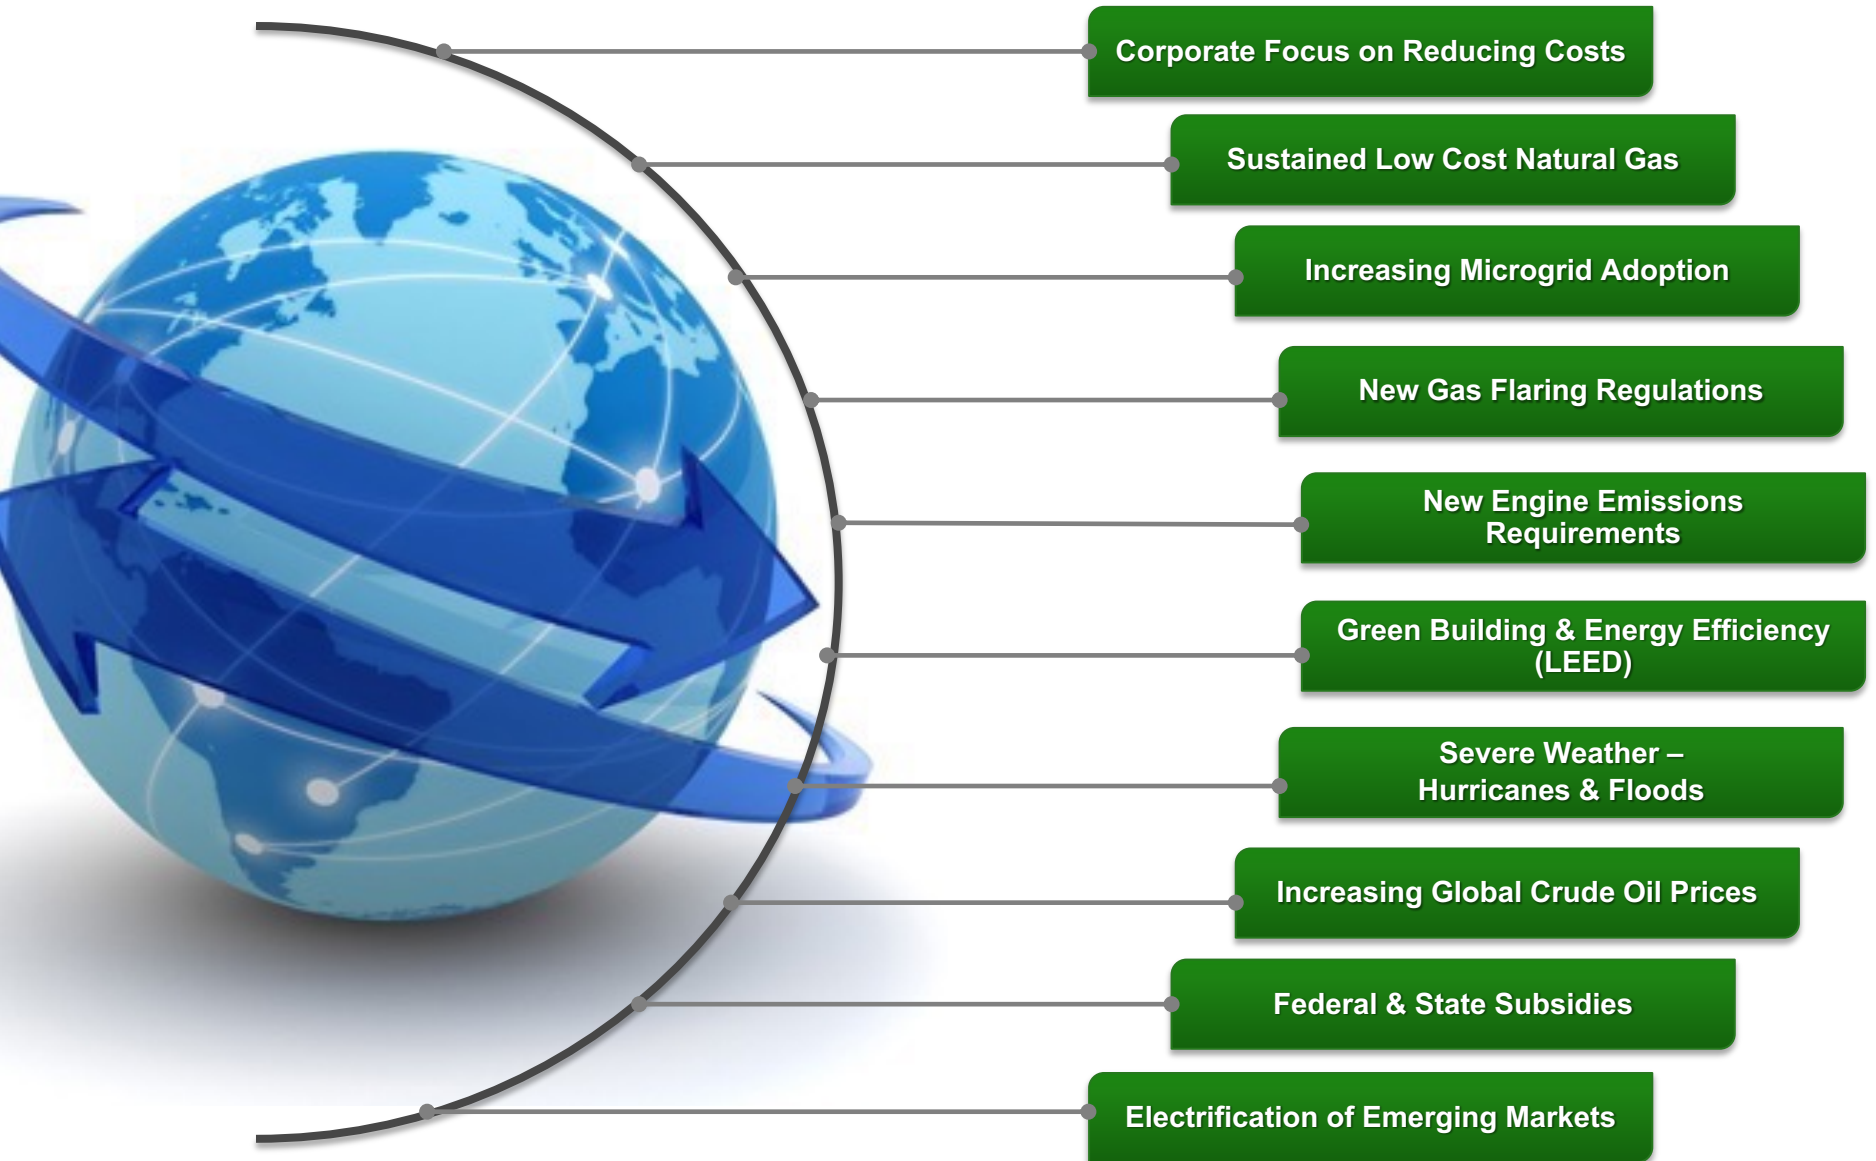 Corporate Focus on Reducing Costs
Sustained Low Cost Natural Gas
Increasing Microgrid Adoption
New Gas Flaring Regulations
New Engine Emissions
Requirements
Green Building & Energy Efficiency
(LEED)
Severe Weather –
Hurricanes & Floods
Increasing Global Crude Oil Prices
Federal & State Subsidies
Electrification of Emerging Markets